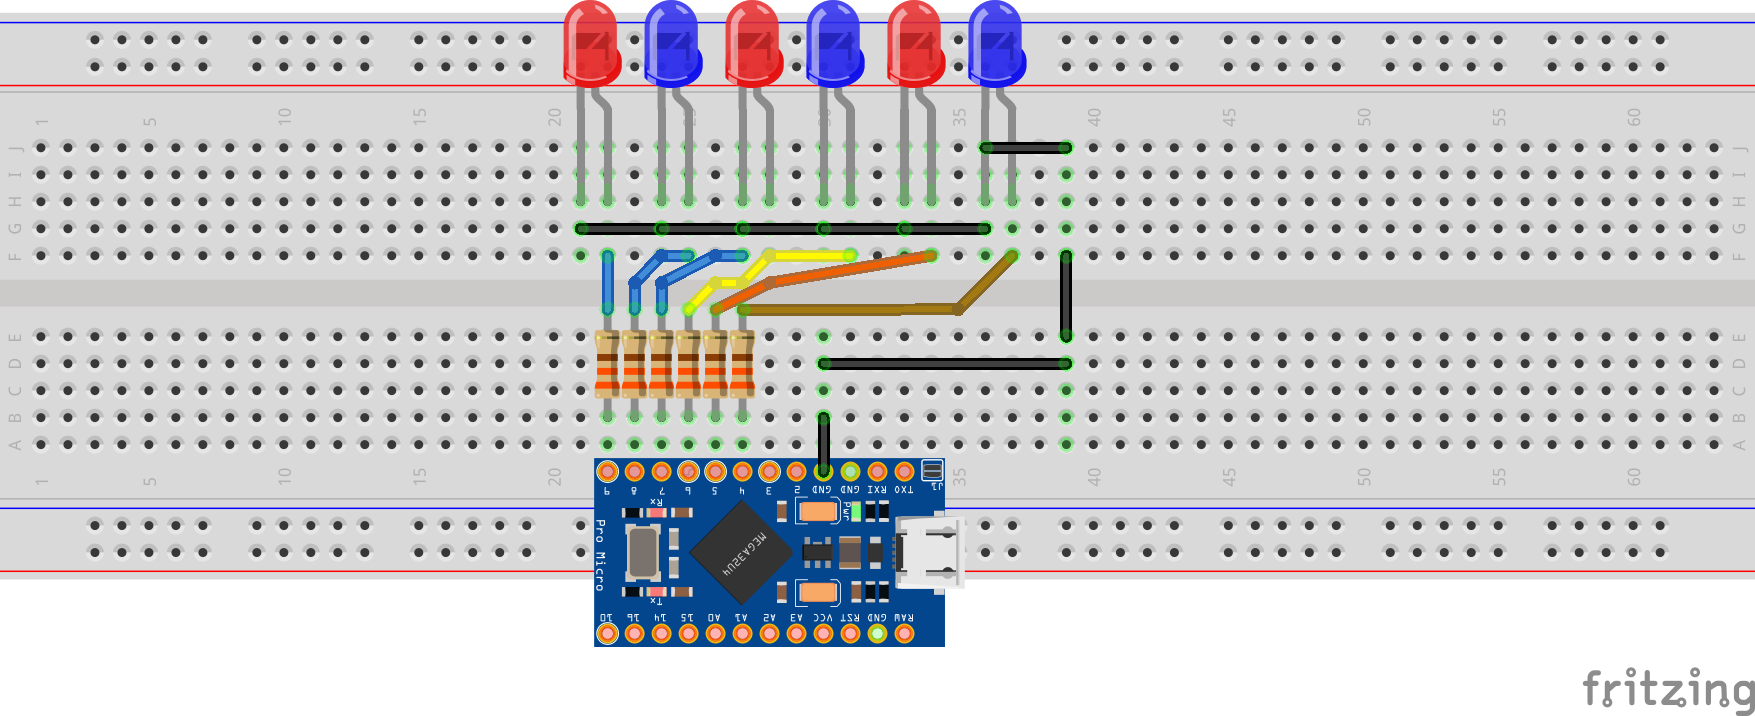 1 5 10 15 20 25 30 35 40 45 50 55 60
J J
I I
H H
G G
F F
E E
D D
C C
B B
A A
1 5 10 15 20 35 40 45 50 55 60
9 8 7 6 5 4 3 2 GND GND RXI TXO J1
Rx
PWR
Pro Micro
MEGA32U4
Tx
10 16 14 15 A0 A1 A2 A3 VCC RST GND RAW
fritzing